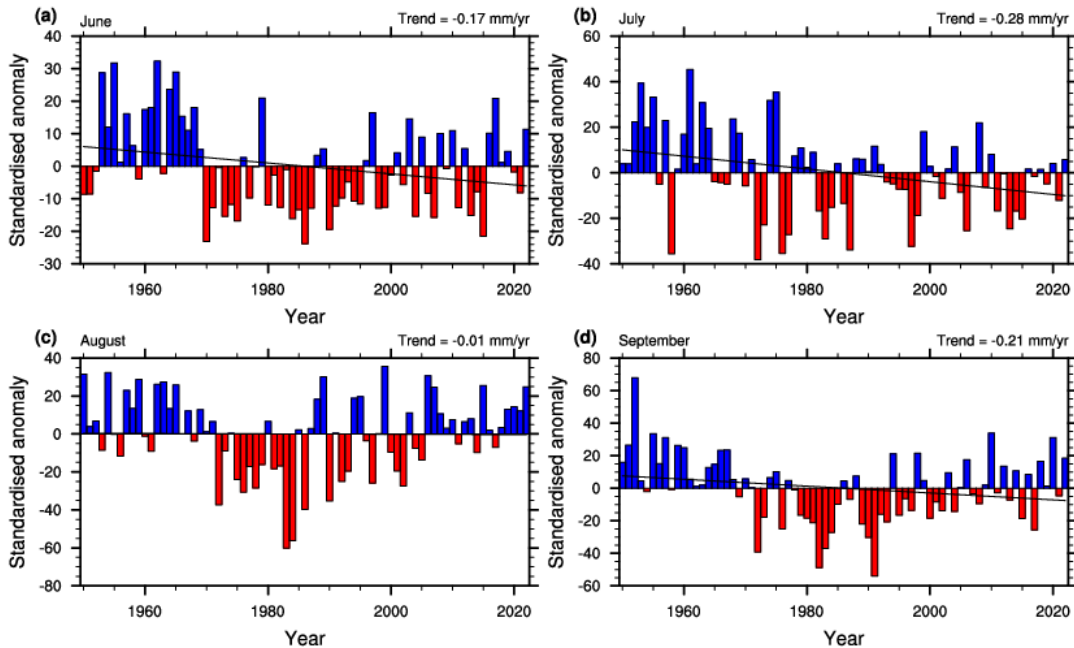 (a) June Trend = -0.17 mm/yr
Standardised anomaly
40
30
20
10
0
-10
-20
-30
1960 1980 2000 2020
Year
(b) July Trend = -0.28 mm/yr
Standardised anomaly
60
40
20
0
-20
-40
1960 1980 2000 2020
Year
(c) August Trend = -0.01 mm/yr
Standardised anomaly
40
20
0
-20
-40
-60
-80
1960 1980 2000 2020
Year
(d) September Trend = -0.21 mm/yr
Standardised anomaly
80
60
40
20
0
-20
-40
-60
1960 1980 2000 2020
Year